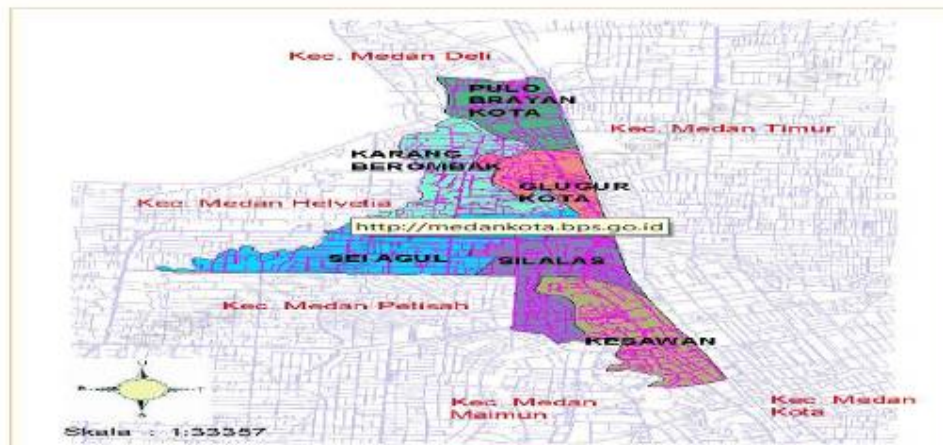 Kec. Medan Deli
PULO
BRAYAN
KOTA
Kec. Medan Timur
KARANG
BEROMBAK
GLUGUR
KOTA
Kec. Medan Helvetia
http://medankota.bps.go.id
SEI AGUL
SILALAS
Kec. Medan Petisah
KESAWAN
U
B
T
S
Kec. Medan
Maimun
Kec. Medan
Kota
Skala : 1:33357